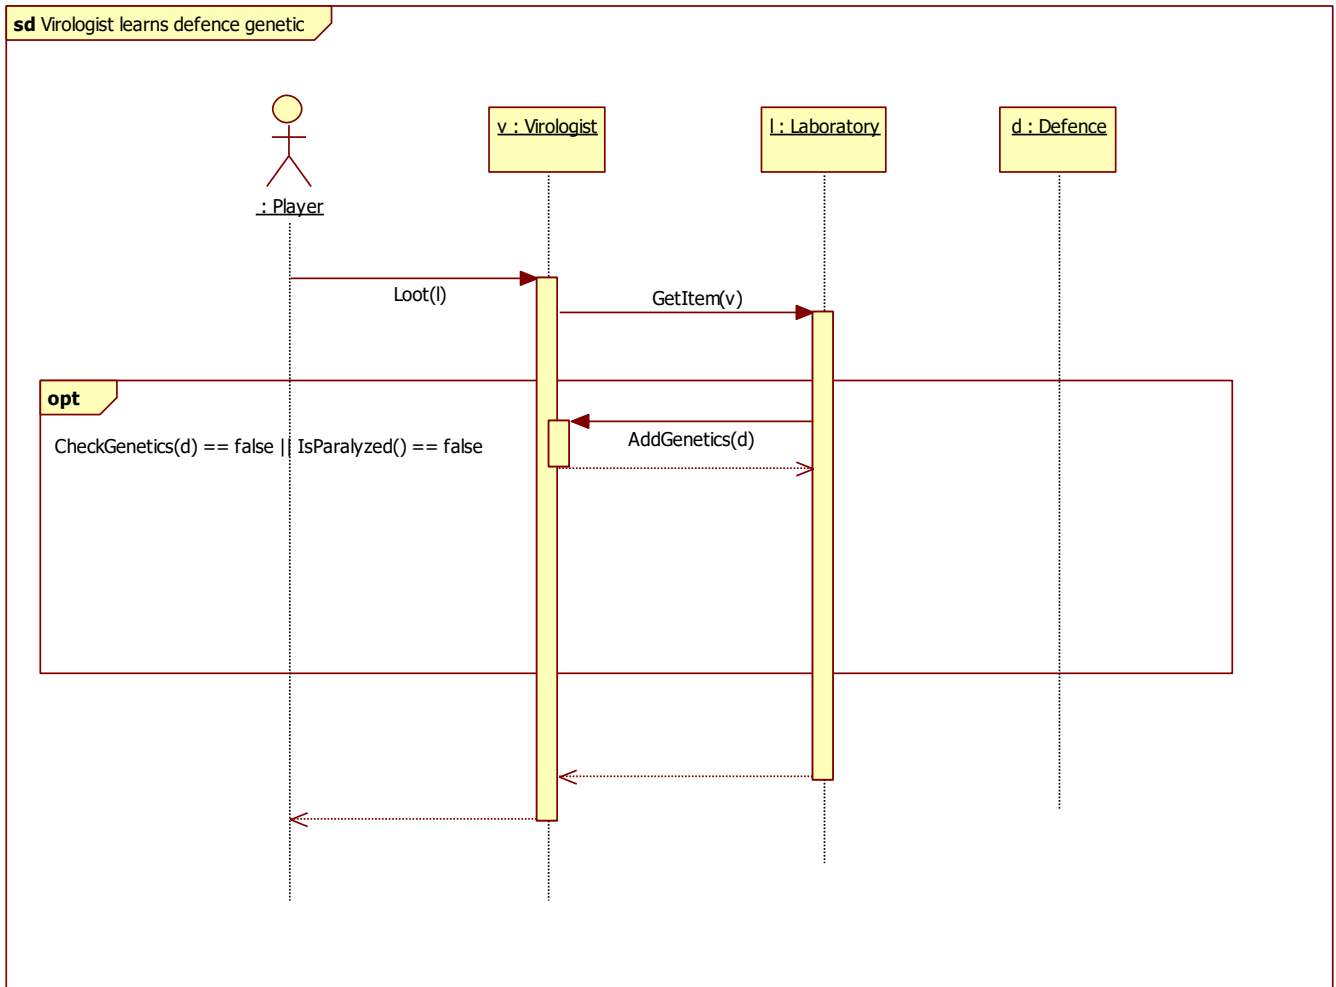 sd Virologist learns defence genetic
: Player
v : Virologist
l : Laboratory
d : Defence
Loot(l)
GetItem(v)
opt
CheckGenetics(d) == false || IsParalyzed() == false
AddGenetics(d)